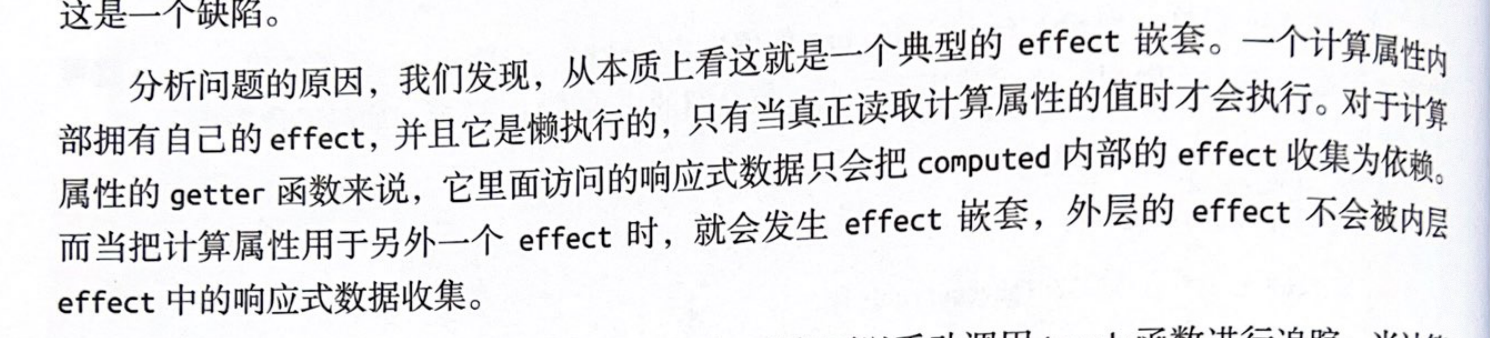 这是一个缺陷。
分析问题的原因，我们发现，从本质上看这就是一个典型的 effect 嵌套。一个计算属性内
部拥有自己的 effect，并且它是懒执行的，只有当真正读取计算属性的值时才会执行。对于计算
属性的 getter 函数来说，它里面访问的响应式数据只会把 computed 内部的 effect 收集为依赖。
而当把计算属性用于另外一个 effect 时，就会发生 effect 嵌套，外层的 effect 不会被内层
effect 中的响应式数据收集。
函数进行追踪